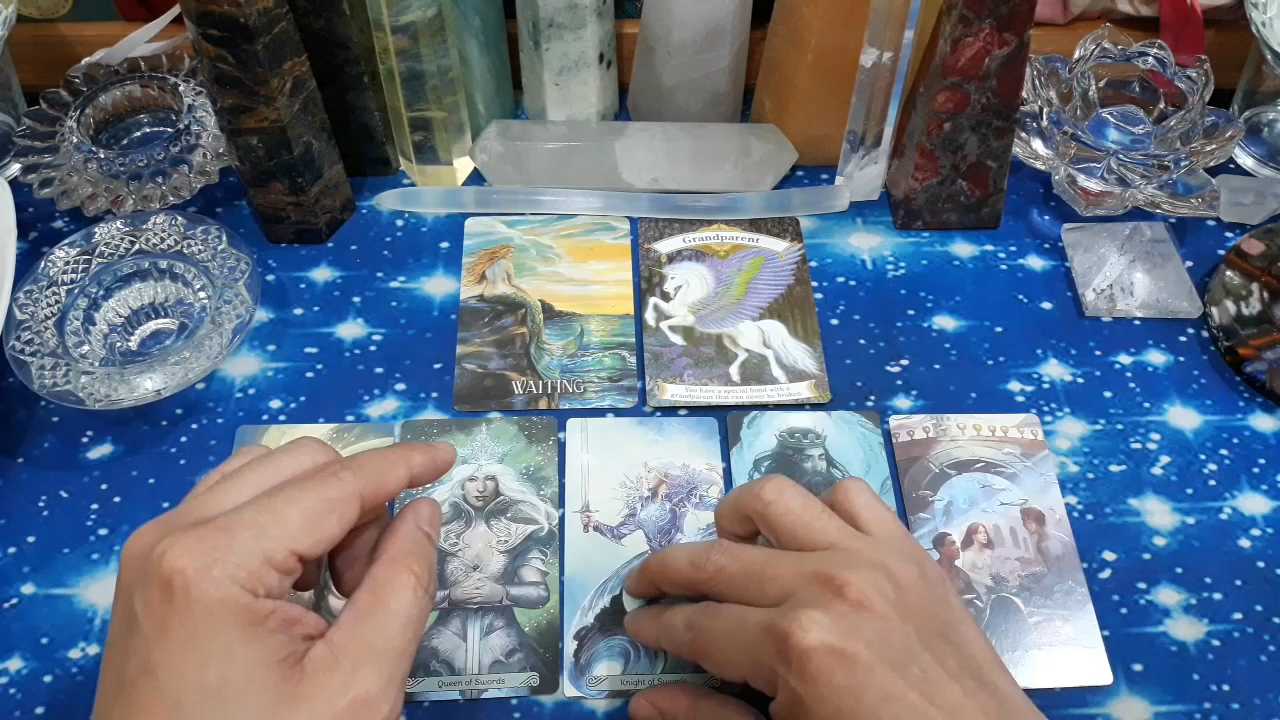 WAITING
Grandparent
You have a special bond with a
grandparent that can never be broken.
Queen of Swords
Knight of Swords